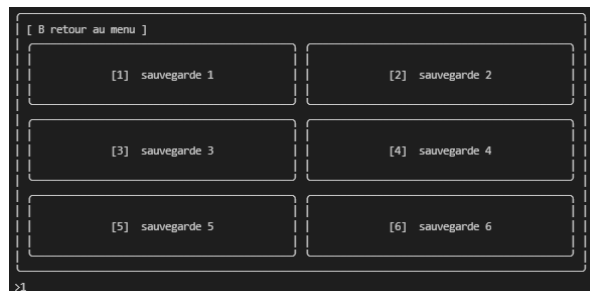 [ B retour au menu ]
[1] sauvegarde 1
[2] sauvegarde 2
[3] sauvegarde 3
[4] sauvegarde 4
[5] sauvegarde 5
[6] sauvegarde 6
>1